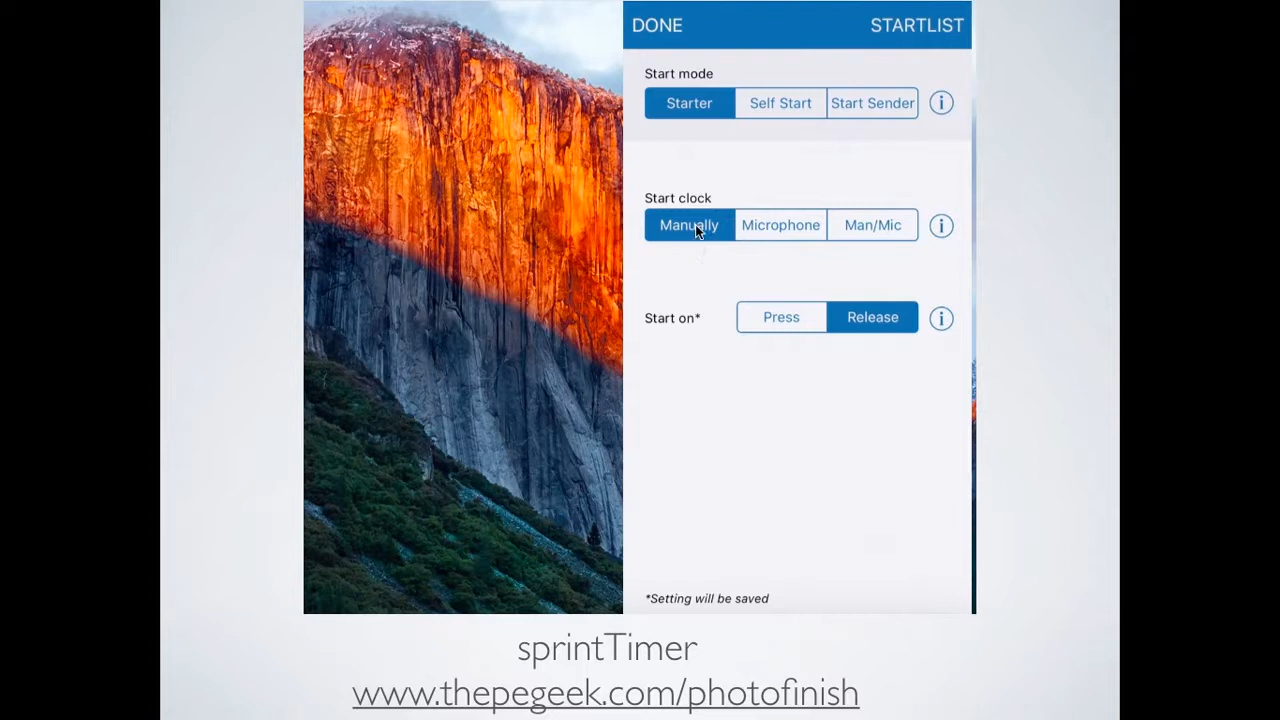 DONE STARTLIST
Start mode
Starter Self Start Start Sender i
Start clock
Manually Microphone Man/Mic i
Start on* Press Release i
*Setting will be saved
sprintTimer
www.thepegeek.com/photofinish